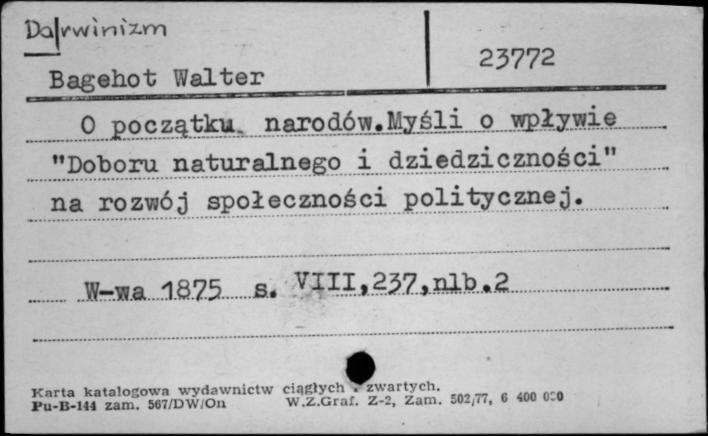 Darwinizm
23772
Bagehot Walter
O początku narodów.Myśli o wpływie
"Doboru naturalnego i dziedziczności"
na rozwój społeczności politycznej.
W-wa 1875 s. VIII,237,nlb.2
Karta katalogowa wydawnictw ciągłych zwartych.
Pu-B-144 zam. 567/DW/On W.Z.Graf. Z-2, Zam. 502/77, 6 400 000